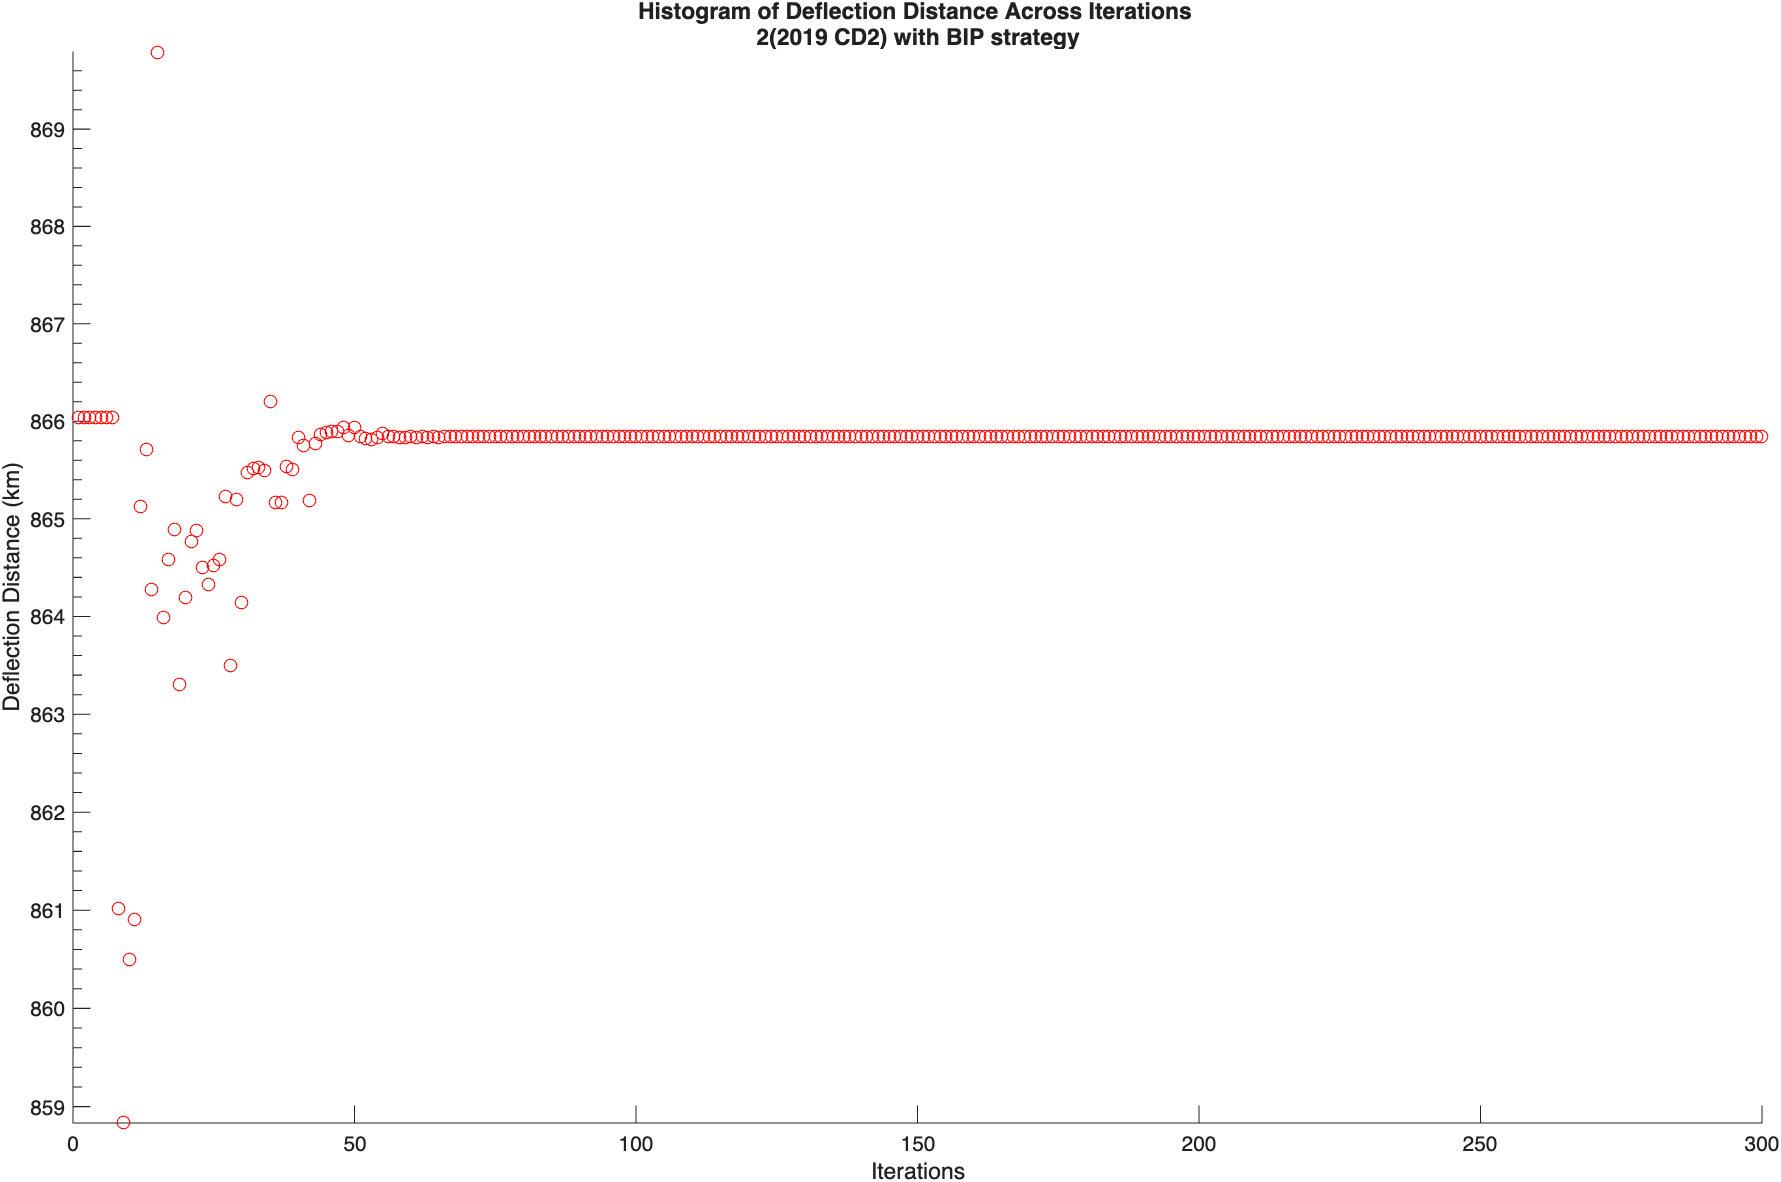 Histogram of Deflection Distance Across Iterations
2(2019 CD2) with BIP strategy
Deflection Distance (km)
869
868
867
866
865
864
863
862
861
860
859
0 50 100 150 200 250 300
Iterations